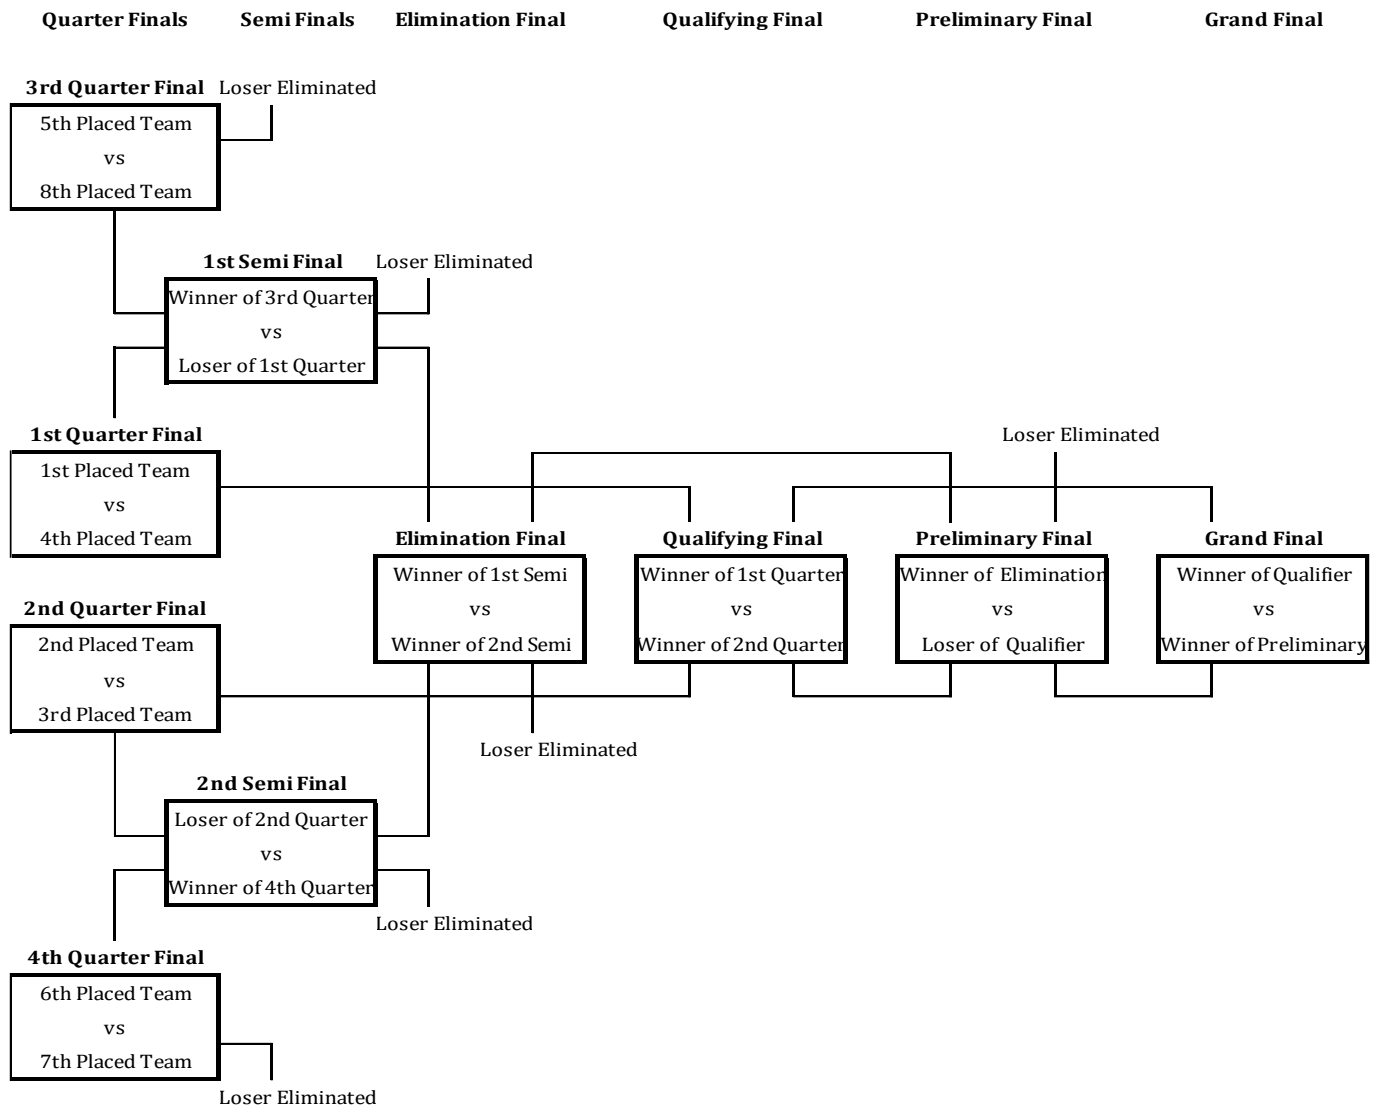 Quarter Finals Semi Finals Elimination Final Qualifying Final Preliminary Final Grand Final
3rd Quarter Final Loser Eliminated
5th Placed Team
vs
8th Placed Team
1st Semi Final Loser Eliminated
Winner of 3rd Quarter
vs
Loser of 1st Quarter
1st Quarter Final
1st Placed Team
vs
4th Placed Team
Loser Eliminated
Elimination Final
Winner of 1st Semi
vs
Winner of 2nd Semi
Loser Eliminated
Qualifying Final
Winner of 1st Quarter
vs
Winner of 2nd Quarter
Preliminary Final
Winner of Elimination
vs
Loser of Qualifier
Grand Final
Winner of Qualifier
vs
Winner of Preliminary
2nd Quarter Final
2nd Placed Team
vs
3rd Placed Team
2nd Semi Final
Loser of 2nd Quarter
vs
Winner of 4th Quarter
Loser Eliminated
4th Quarter Final
6th Placed Team
vs
7th Placed Team
Loser Eliminated